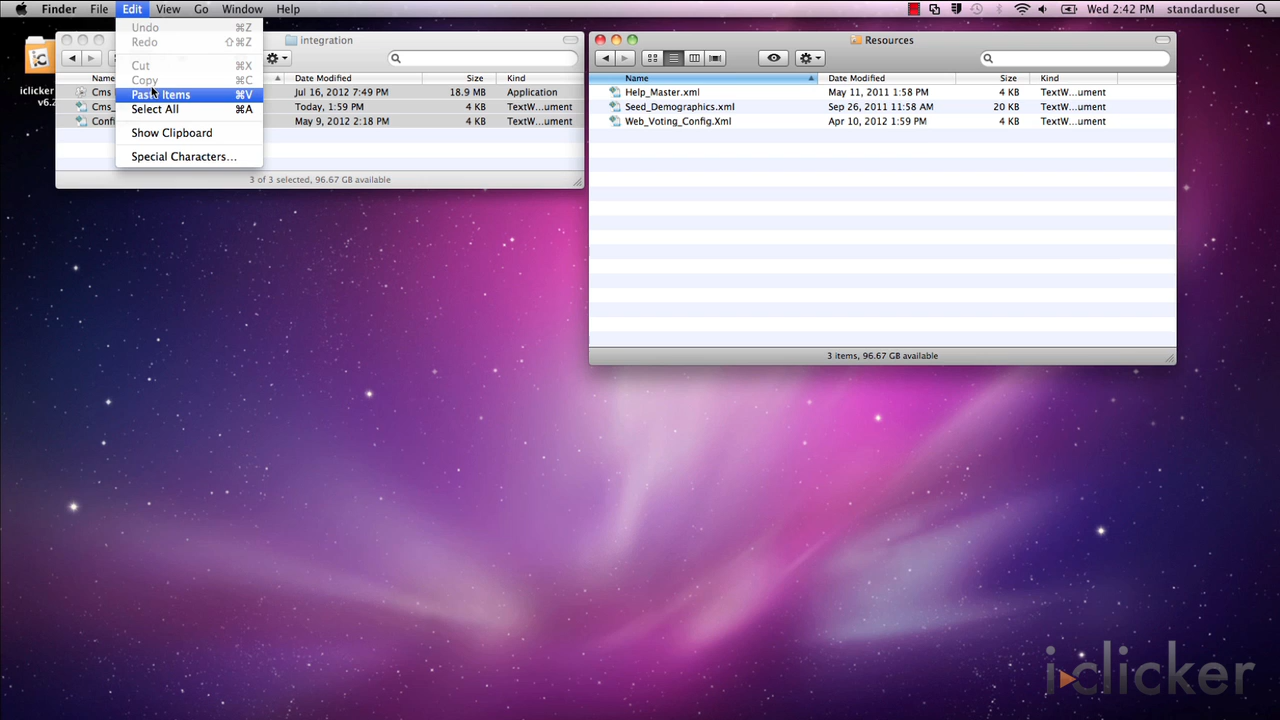 Finder File Edit View Go Window Help Wed 2:42 PM standarduser
Undo ⌘Z
Redo ⇧⌘Z
Cut ⌘X
Copy ⌘C
Paste Items ⌘V
Select All ⌘A
Show Clipboard
Special Characters...
iclicker
v6.2
integration
Name Date Modified Size Kind
Cms Jul 16, 2012 7:49 PM 18.9 MB Application
Cms_ Today, 1:59 PM 4 KB TextW...ument
Confi May 9, 2012 2:18 PM 4 KB TextW...ument
3 of 3 selected, 96.67 GB available
Resources
Name Date Modified Size Kind
Help_Master.xml May 11, 2011 1:58 PM 4 KB TextW...ument
Seed_Demographics.xml Sep 26, 2011 11:58 AM 20 KB TextW...ument
Web_Voting_Config.Xml Apr 10, 2012 1:59 PM 4 KB TextW...ument
3 items, 96.67 GB available
i>clicker